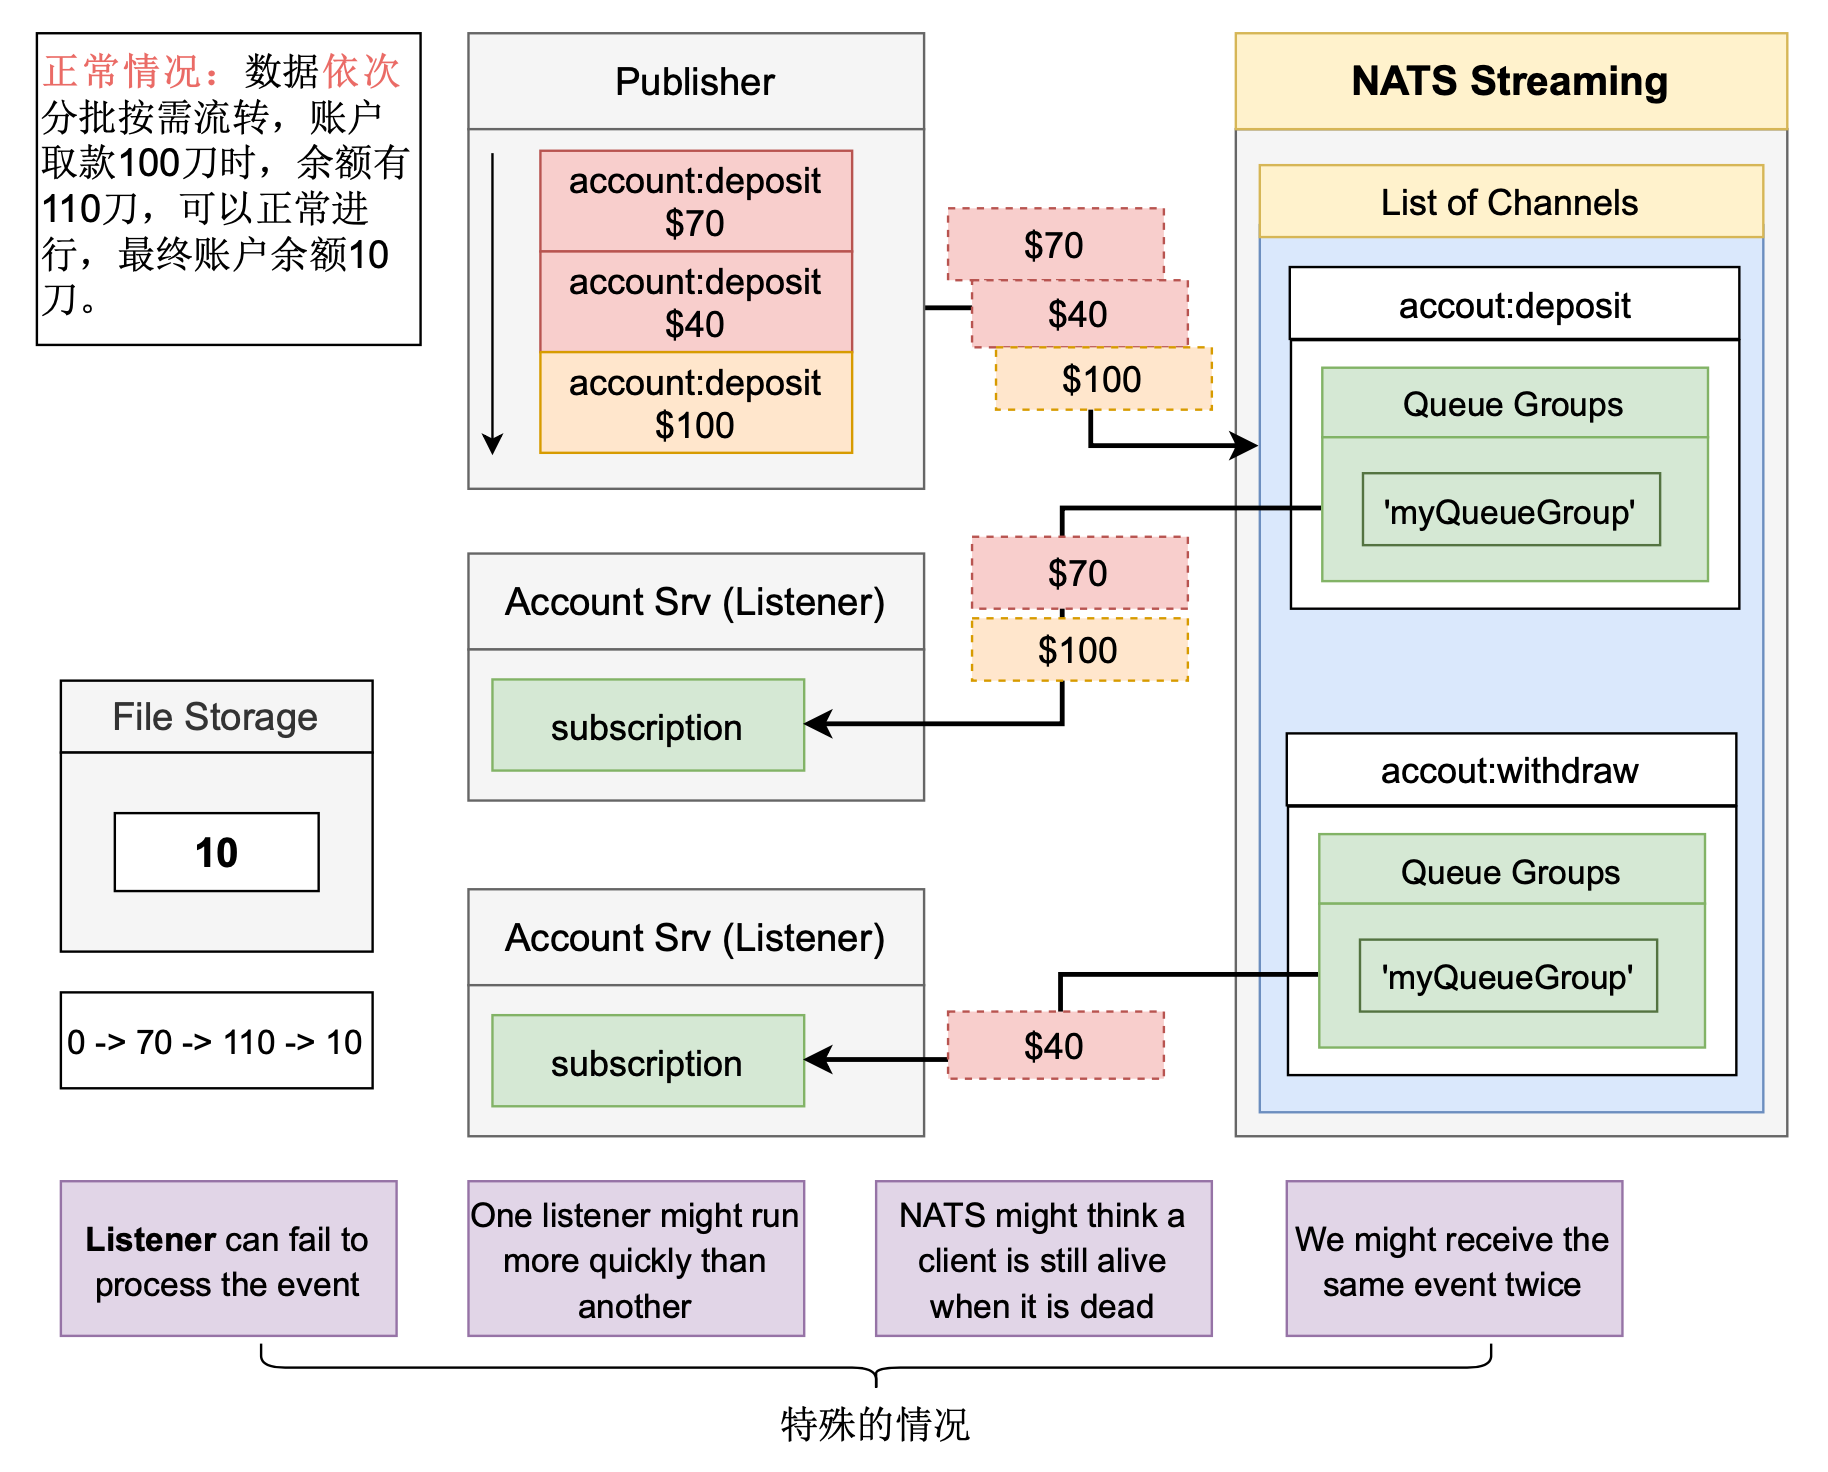 正常情况：数据依次
分批按需流转，账户
取款100刀时，余额有
110刀，可以正常进
行，最终账户余额10
刀。
Publisher
account:deposit
$70
account:deposit
$40
account:deposit
$100
$70
$40
$100
NATS Streaming
List of Channels
accout:deposit
Queue Groups
'myQueueGroup'
$70
$100
Account Srv (Listener)
subscription
File Storage
10
0 -> 70 -> 110 -> 10
accout:withdraw
Queue Groups
'myQueueGroup'
Account Srv (Listener)
subscription
$40
Listener can fail to
process the event
One listener might run
more quickly than
another
NATS might think a
client is still alive
when it is dead
We might receive the
same event twice
特殊的情况